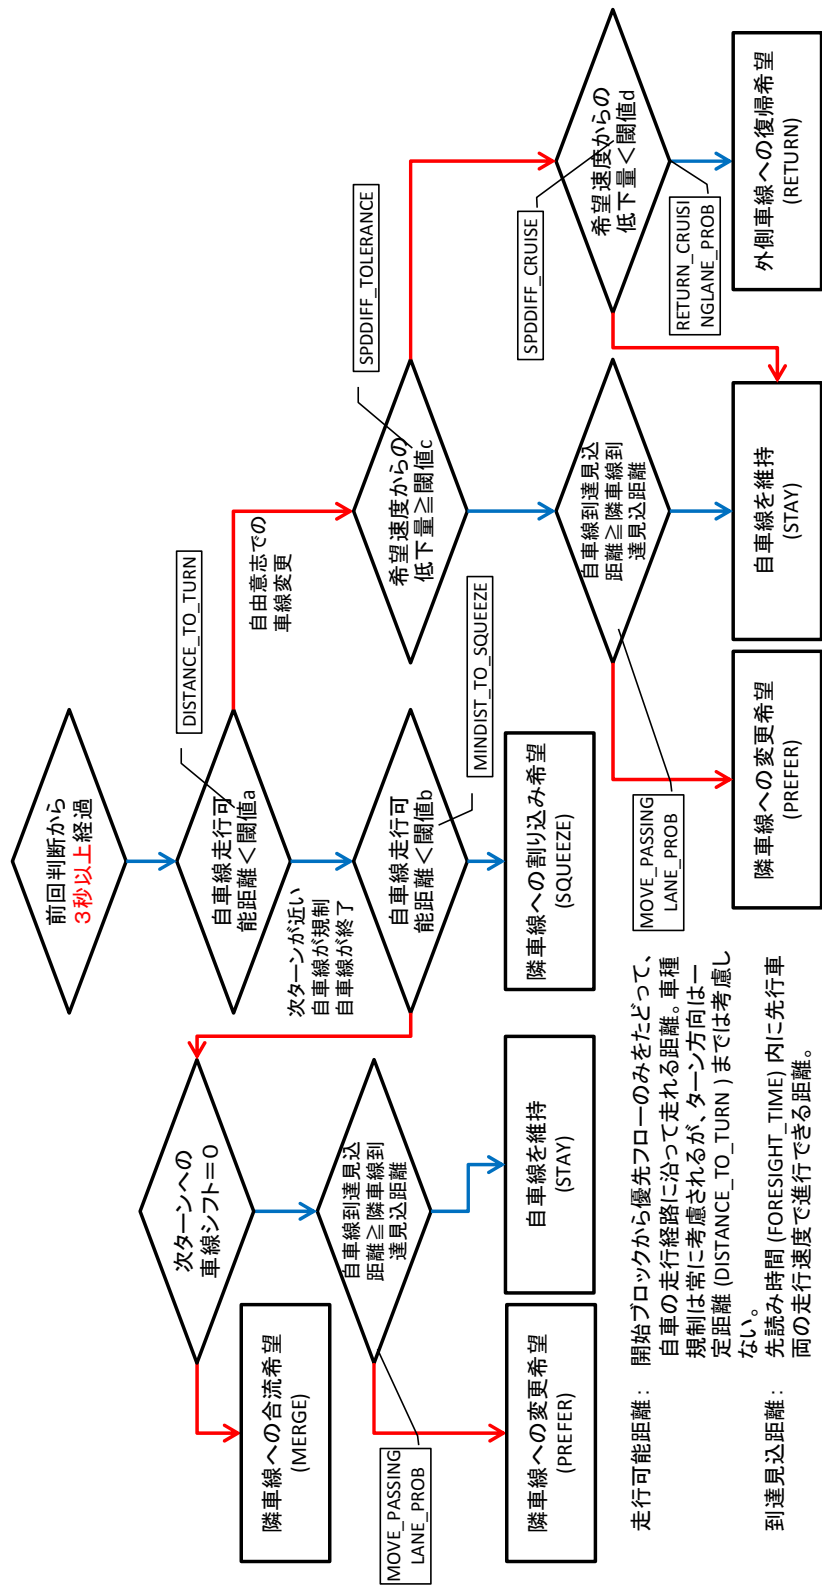 前回判断から
3秒以上経過
自車線走行可
能距離<閾値a
DISTANCE_TO_TURN
自由意志での
車線変更
次ターンが近い
自車線が規制
自車線が終了
自車線走行可
能距離<閾値b
MINDIST_TO_SQUEEZE
希望速度からの
低下量≧閾値c
SPDDIFF_TOLERANCE
次ターンへの
車線シフト=0
隣車線への合流希望
(MERGE)
自車線到達見込
距離≧隣車線到
達見込距離
MOVE_PASSING
LANE_PROB
隣車線への変更希望
(PREFER)
自車線を維持
(STAY)
隣車線への割り込み希望
(SQUEEZE)
自車線到達見込
距離≧隣車線到
達見込距離
MOVE_PASSING
LANE_PROB
希望速度からの
低下量<閾値d
SPDDIFF_CRUISE
RETURN_CRUISI
NGLANE_PROB
隣車線への変更希望
(PREFER)
自車線を維持
(STAY)
外側車線への復帰希望
(RETURN)
走行可能距離: 開始ブロックから優先フローのみをたどって、
自車の走行経路に沿って走れる距離。車種
規制は常に考慮されるが、ターン方向は一
定距離(DISTANCE_TO_TURN)までは考慮し
ない。
到達見込距離: 先読み時間(FORESIGHT_TIME)内に先行車
両の走行速度で進行できる距離。